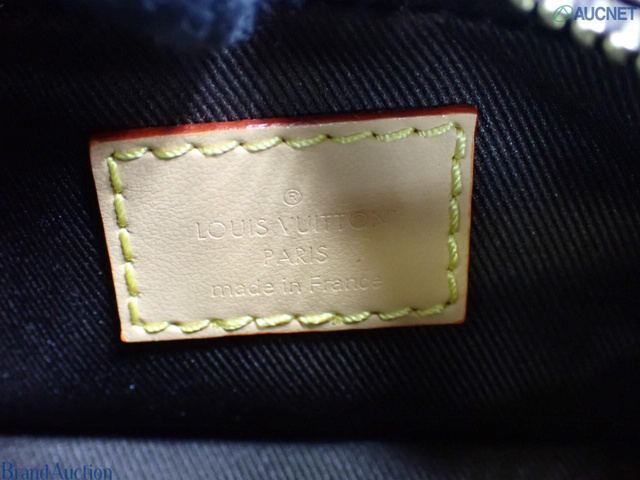 AUCNET
®
LOUIS VUITTON
PARIS
made in France
Brand Auction